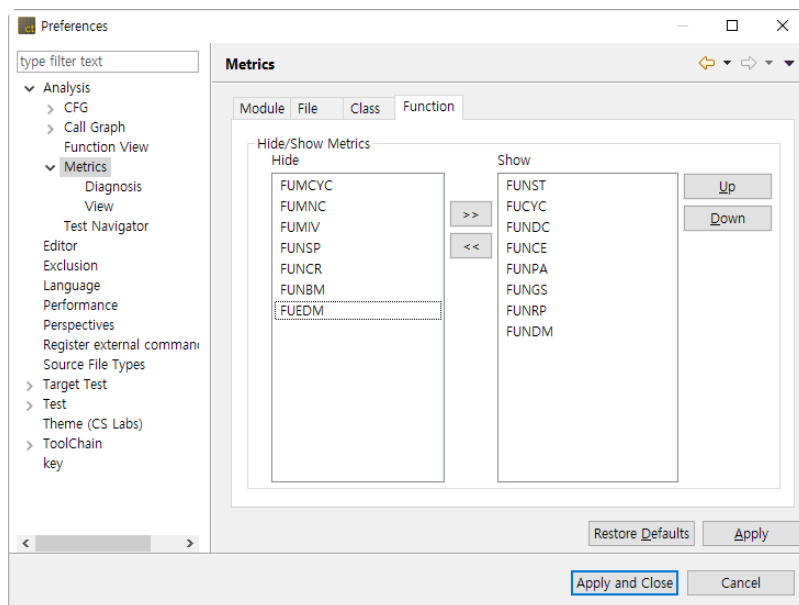 ct Preferences
type filter text
Metrics
Analysis
CFG
Call Graph
Function View
Metrics
Diagnosis
View
Test Navigator
Editor
Exclusion
Language
Performance
Perspectives
Register external comman
Source File Types
Target Test
Test
Theme (CS Labs)
ToolChain
key
Module File Class Function
Hide/Show Metrics
Hide
FUMCYC
FUMNC
FUMIV
FUNSP
FUNCR
FUNBM
FUEDM
>>
<<
Show
FUNST
FUCYC
FUNDC
FUNCE
FUNPA
FUNGS
FUNRP
FUNDM
Up
Down
Restore Defaults Apply
Apply and Close Cancel